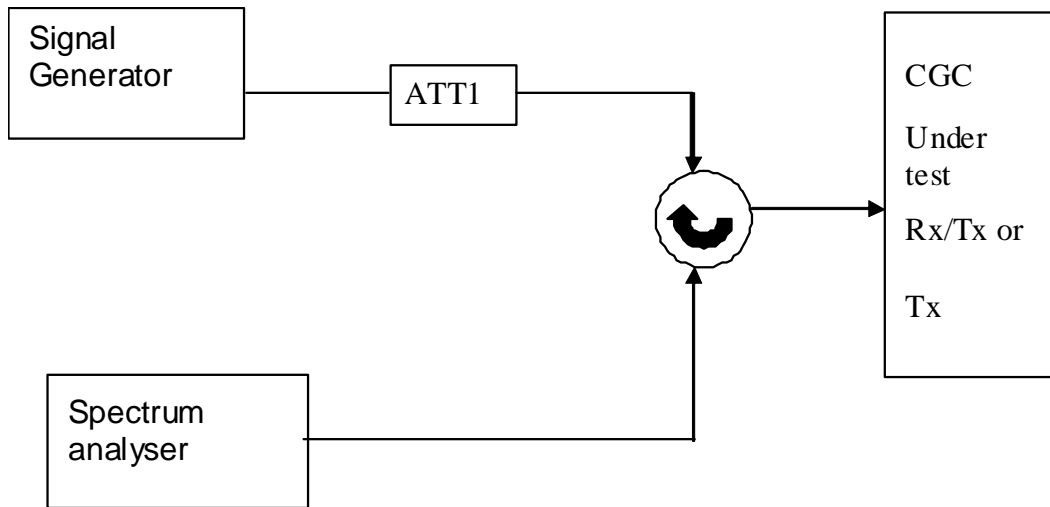 Signal
Generator
ATT1
CGC
Under
test
Rx/Tx or
Tx
Spectrum
analyser